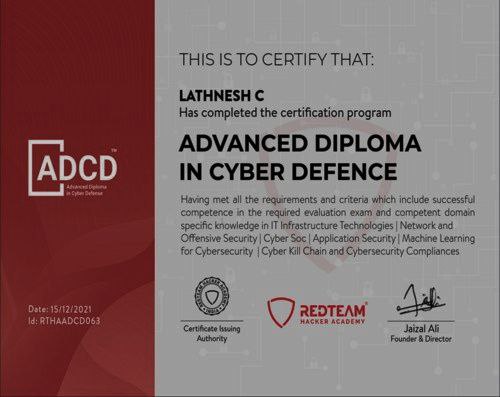 THIS IS TO CERTIFY THAT:
LATHNESH C
Has completed the certification program
ADVANCED DIPLOMA
IN CYBER DEFENCE
Having met all the requirements and criteria which include successful
competence in the required evaluation exam and competent domain
specific knowledge in IT Infrastructure Technologies | Network and
Offensive Security | Cyber Soc | Application Security | Machine Learning
for Cybersecurity | Cyber Kill Chain and Cybersecurity Compliances
ADCD™
Advanced Diploma
in Cyber Defense
Date: 15/12/2021
Id: RTHAADCD063
REDTEAM HACKER ACADEMY
Certificate Issuing
Authority
REDTEAM®
HACKER ACADEMY
Jaizal Ali
Founder & Director